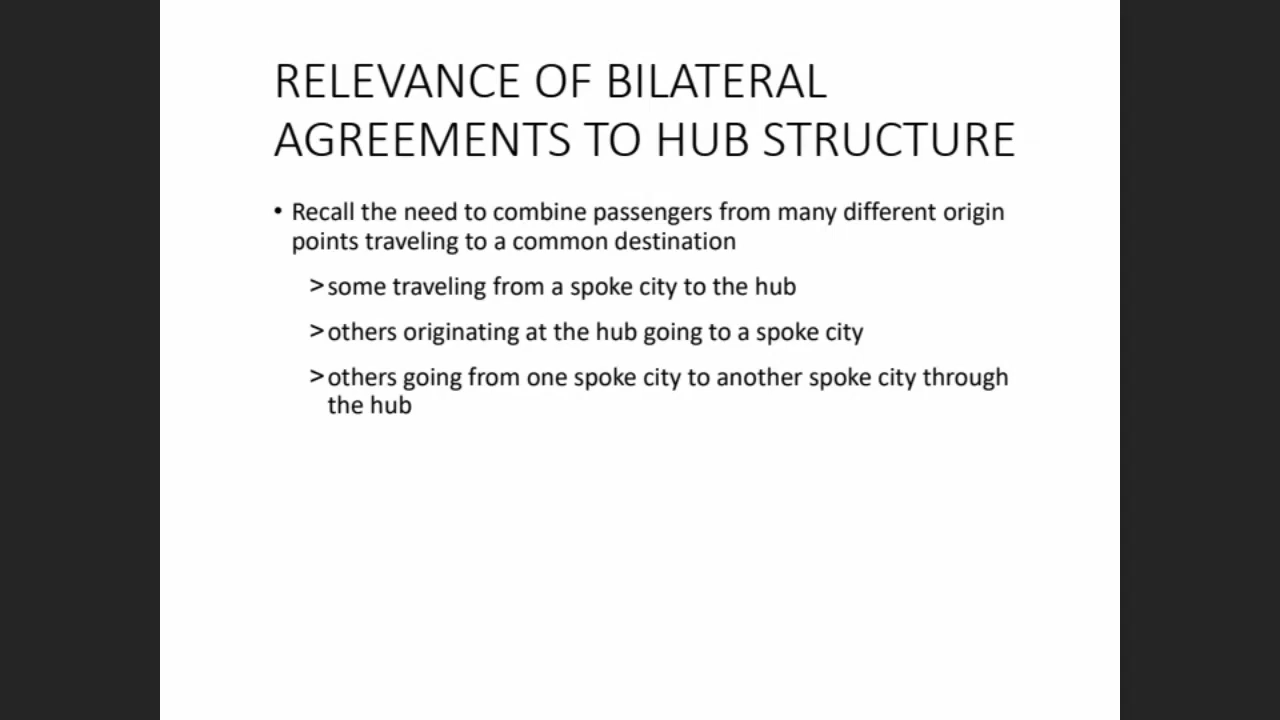 RELEVANCE OF BILATERAL
AGREEMENTS TO HUB STRUCTURE
• Recall the need to combine passengers from many different origin
points traveling to a common destination
> some traveling from a spoke city to the hub
> others originating at the hub going to a spoke city
> others going from one spoke city to another spoke city through
the hub